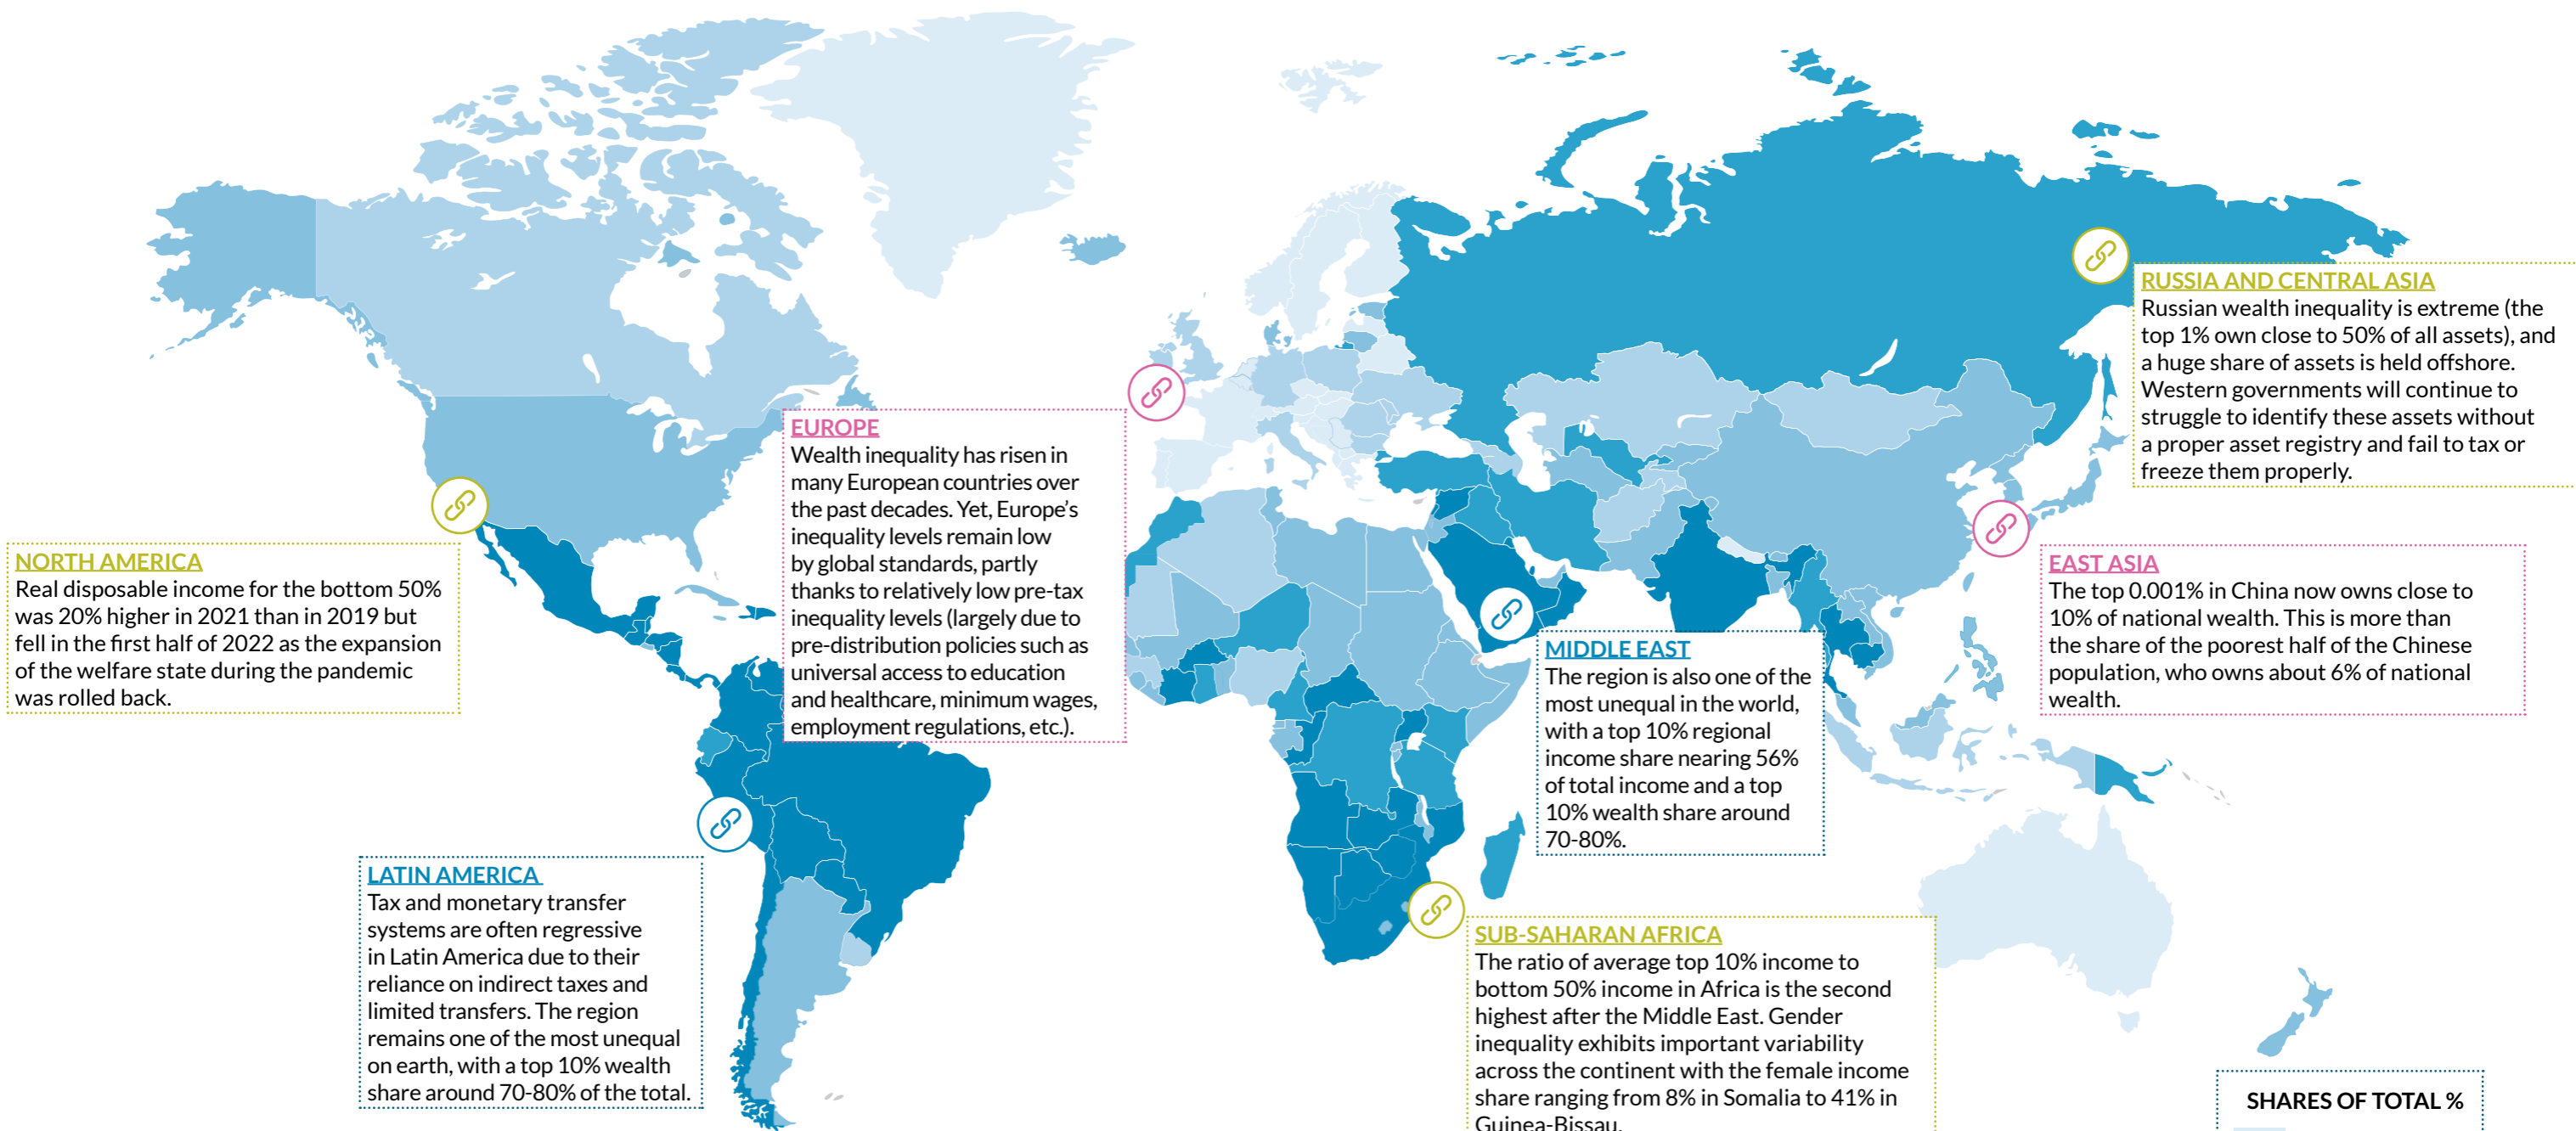 RUSSIA AND CENTRAL ASIA
Russian wealth inequality is extreme (the
top 1% own close to 50% of all assets), and
a huge share of assets is held offshore.
Western governments will continue to
struggle to identify these assets without
a proper asset registry and fail to tax or
freeze them properly.
EUROPE
Wealth inequality has risen in
many European countries over
the past decades. Yet, Europe's
inequality levels remain low
by global standards, partly
thanks to relatively low pre-tax
inequality levels (largely due to
pre-distribution policies such as
universal access to education
and healthcare, minimum wages,
employment regulations, etc.).
NORTH AMERICA
Real disposable income for the bottom 50%
was 20% higher in 2021 than in 2019 but
fell in the first half of 2022 as the expansion
of the welfare state during the pandemic
was rolled back.
EAST ASIA
The top 0.001% in China now owns close to
10% of national wealth. This is more than
the share of the poorest half of the Chinese
population, who owns about 6% of national
wealth.
MIDDLE EAST
The region is also one of the
most unequal in the world,
with a top 10% regional
income share nearing 56%
of total income and a top
10% wealth share around
70-80%.
LATIN AMERICA
Tax and monetary transfer
systems are often regressive
in Latin America due to their
reliance on indirect taxes and
limited transfers. The region
remains one of the most unequal
on earth, with a top 10% wealth
share around 70-80% of the total.
SUB-SAHARAN AFRICA
The ratio of average top 10% income to
bottom 50% income in Africa is the second
highest after the Middle East. Gender
inequality exhibits important variability
across the continent with the female income
share ranging from 8% in Somalia to 41% in
Guinea-Bissau.
SHARES OF TOTAL %